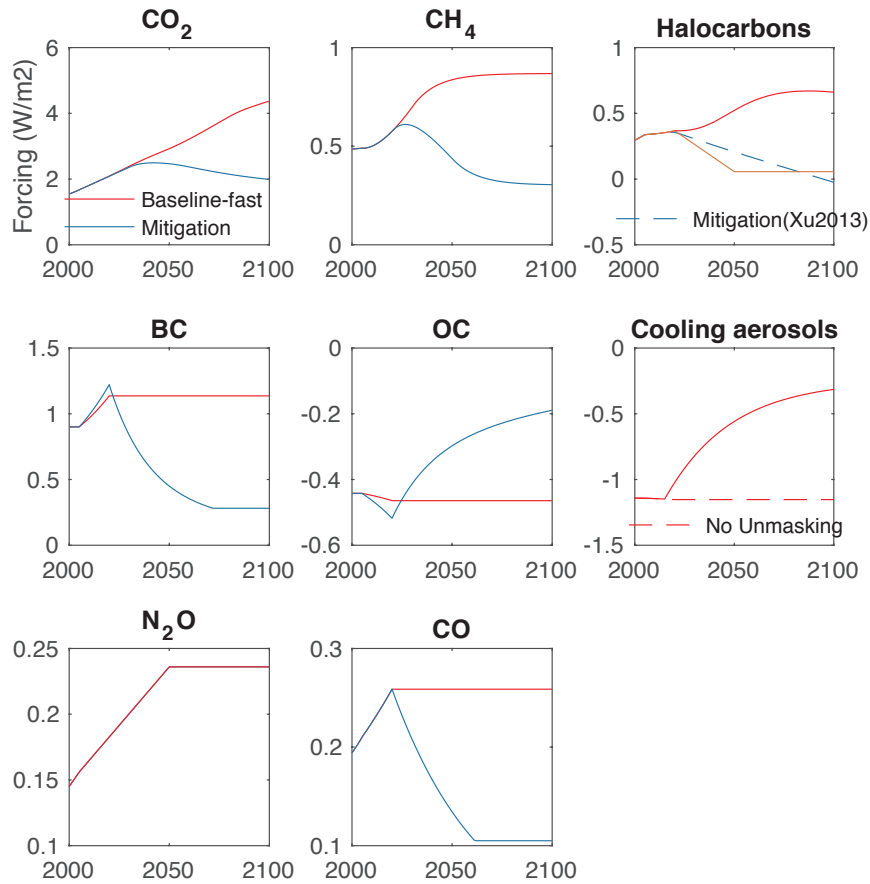 CO2
CH4
Halocarbons
Forcing (W/m2)
6
4
2
0
Baseline-fast
Mitigation
2000 2050 2100
1
0.5
0
2000 2050 2100
1
0.5
0
-0.5
Mitigation(Xu2013)
2000 2050 2100
BC
OC
Cooling aerosols
1.5
1
0.5
0
2000 2050 2100
0
-0.2
-0.4
-0.6
2000 2050 2100
0
-0.5
-1
-1.5
No Unmasking
2000 2050 2100
N2O
CO
0.25
0.2
0.15
0.1
2000 2050 2100
0.3
0.2
0.1
2000 2050 2100